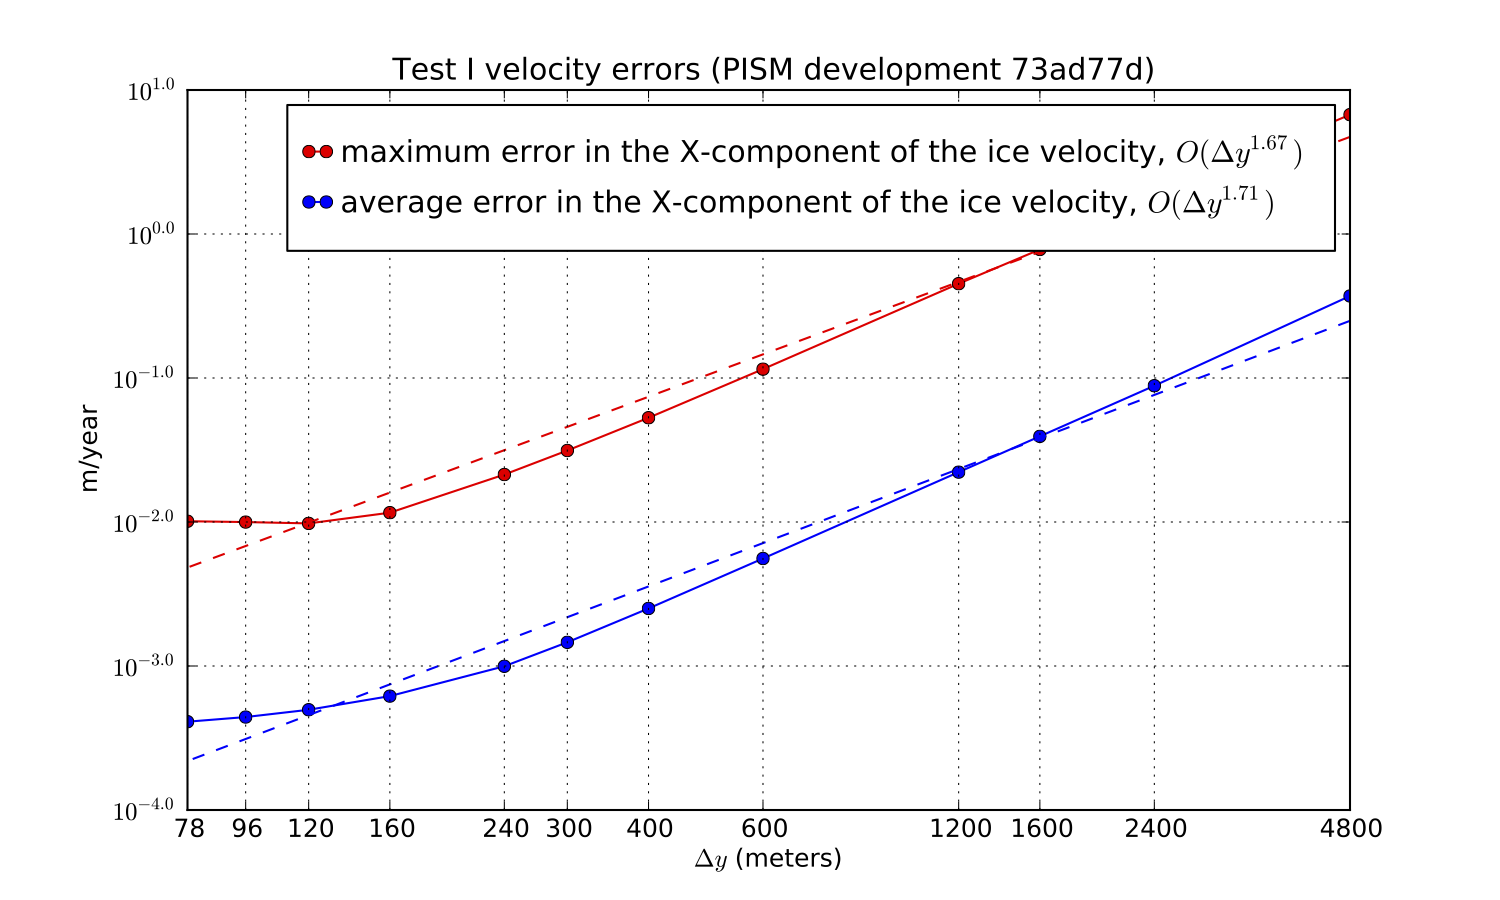 Test I velocity errors (PISM development 73ad77d)
maximum error in the X-component of the ice velocity, O(Δy^1.67)
average error in the X-component of the ice velocity, O(Δy^1.71)
10^1.0
10^0.0
10^−1.0
10^−2.0
10^−3.0
10^−4.0
m/year
78 96 120 160 240 300 400 600 1200 1600 2400 4800
Δy (meters)